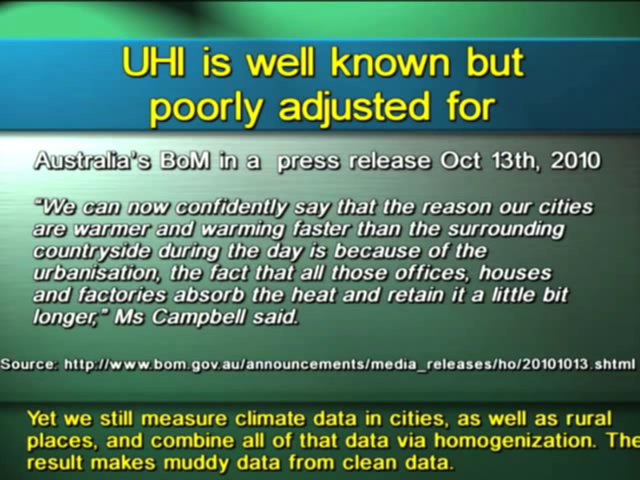 UHI is well known but
poorly adjusted for
Australia's BoM in a press release Oct 13th, 2010
"We can now confidently say that the reason our cities
are warmer and warming faster than the surrounding
countryside during the day is because of the
urbanisation, the fact that all those offices, houses
and factories absorb the heat and retain it a little bit
longer," Ms Campbell said.
Source: http://www.bom.gov.au/announcements/media_releases/ho/20101013.shtml
Yet we still measure climate data in cities, as well as rural
places, and combine all of that data via homogenization. The
result makes muddy data from clean data.